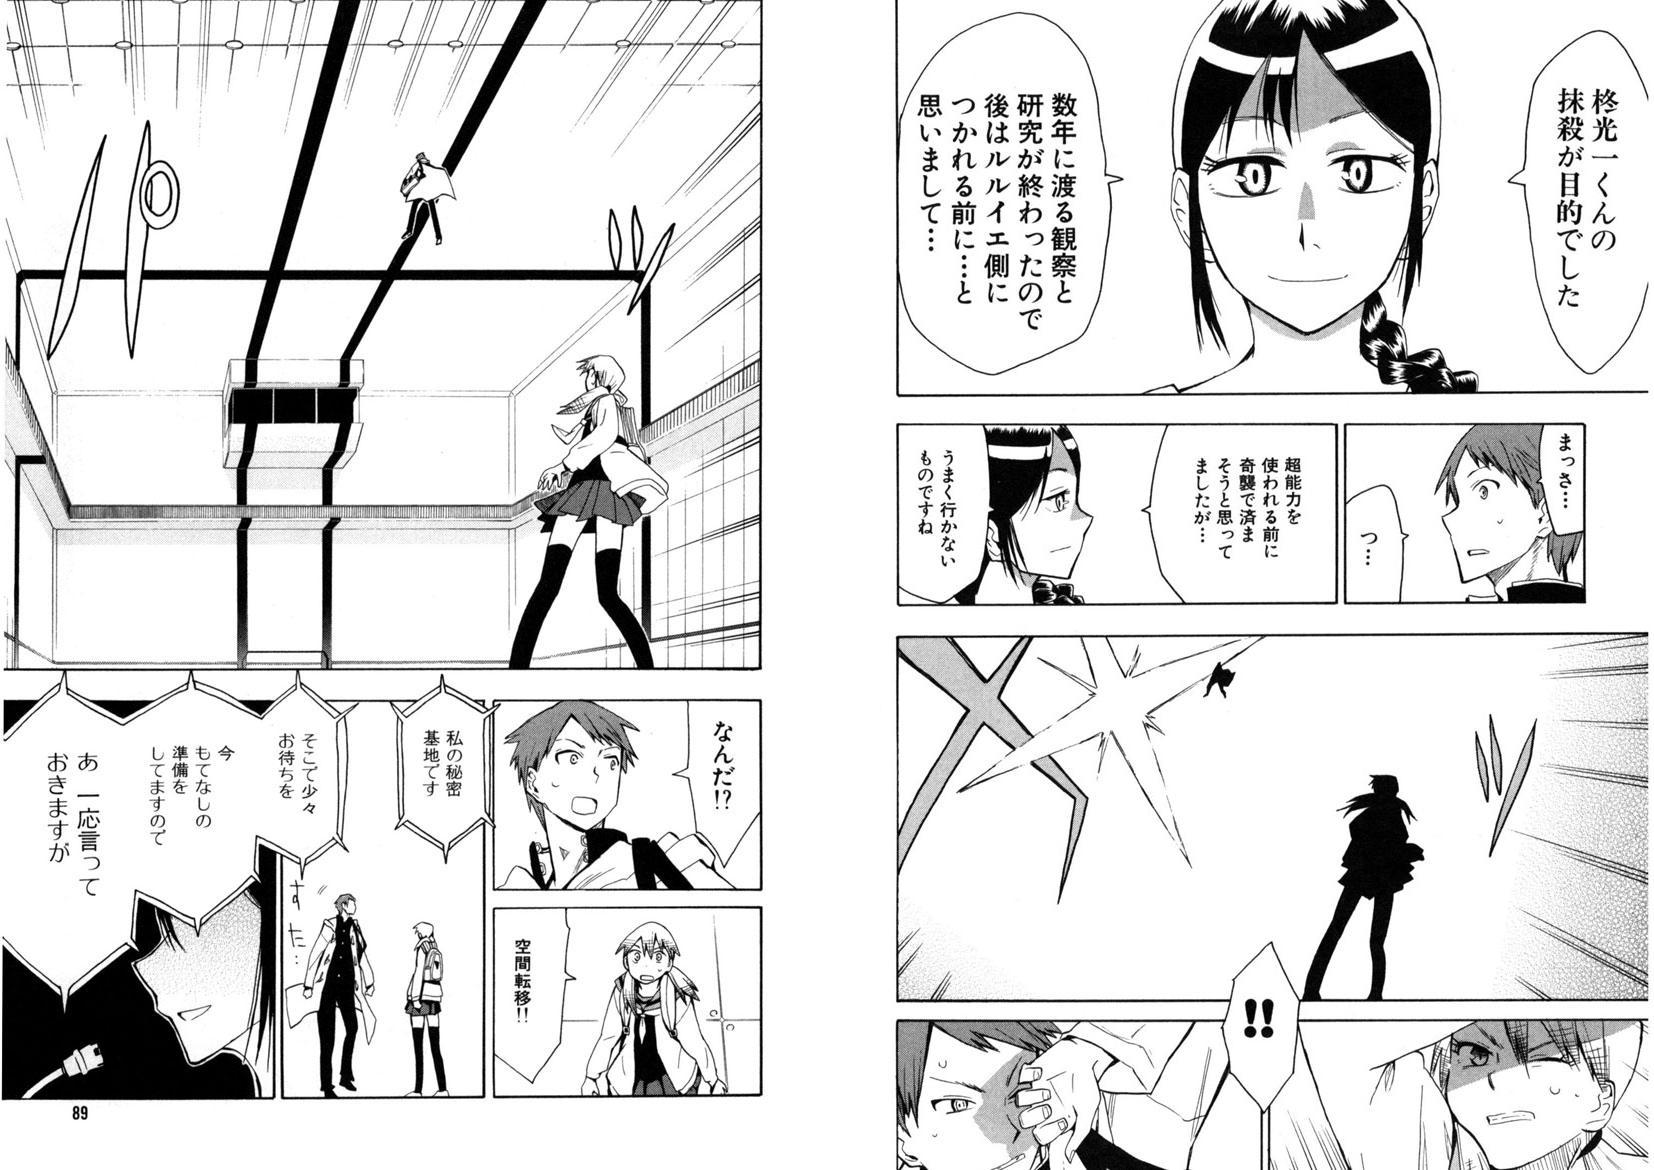 柊光一くんの
抹殺が目的でした
数年に渡る観察と
研究が終わったので
後はルルイエ側に
つかれる前に…と
思いまして…
まっさ…
つ…
超能力を
使われる前に
奇襲で済ま
そうと思って
ましたが…
うまく行かない
ものですね
!!
なんだ!?
空間転移!!
私の秘密
基地です
すた…
そこで少々
お待ちを
今
もてなしの
準備を
してますので
あ 一応言って
おきますが
89